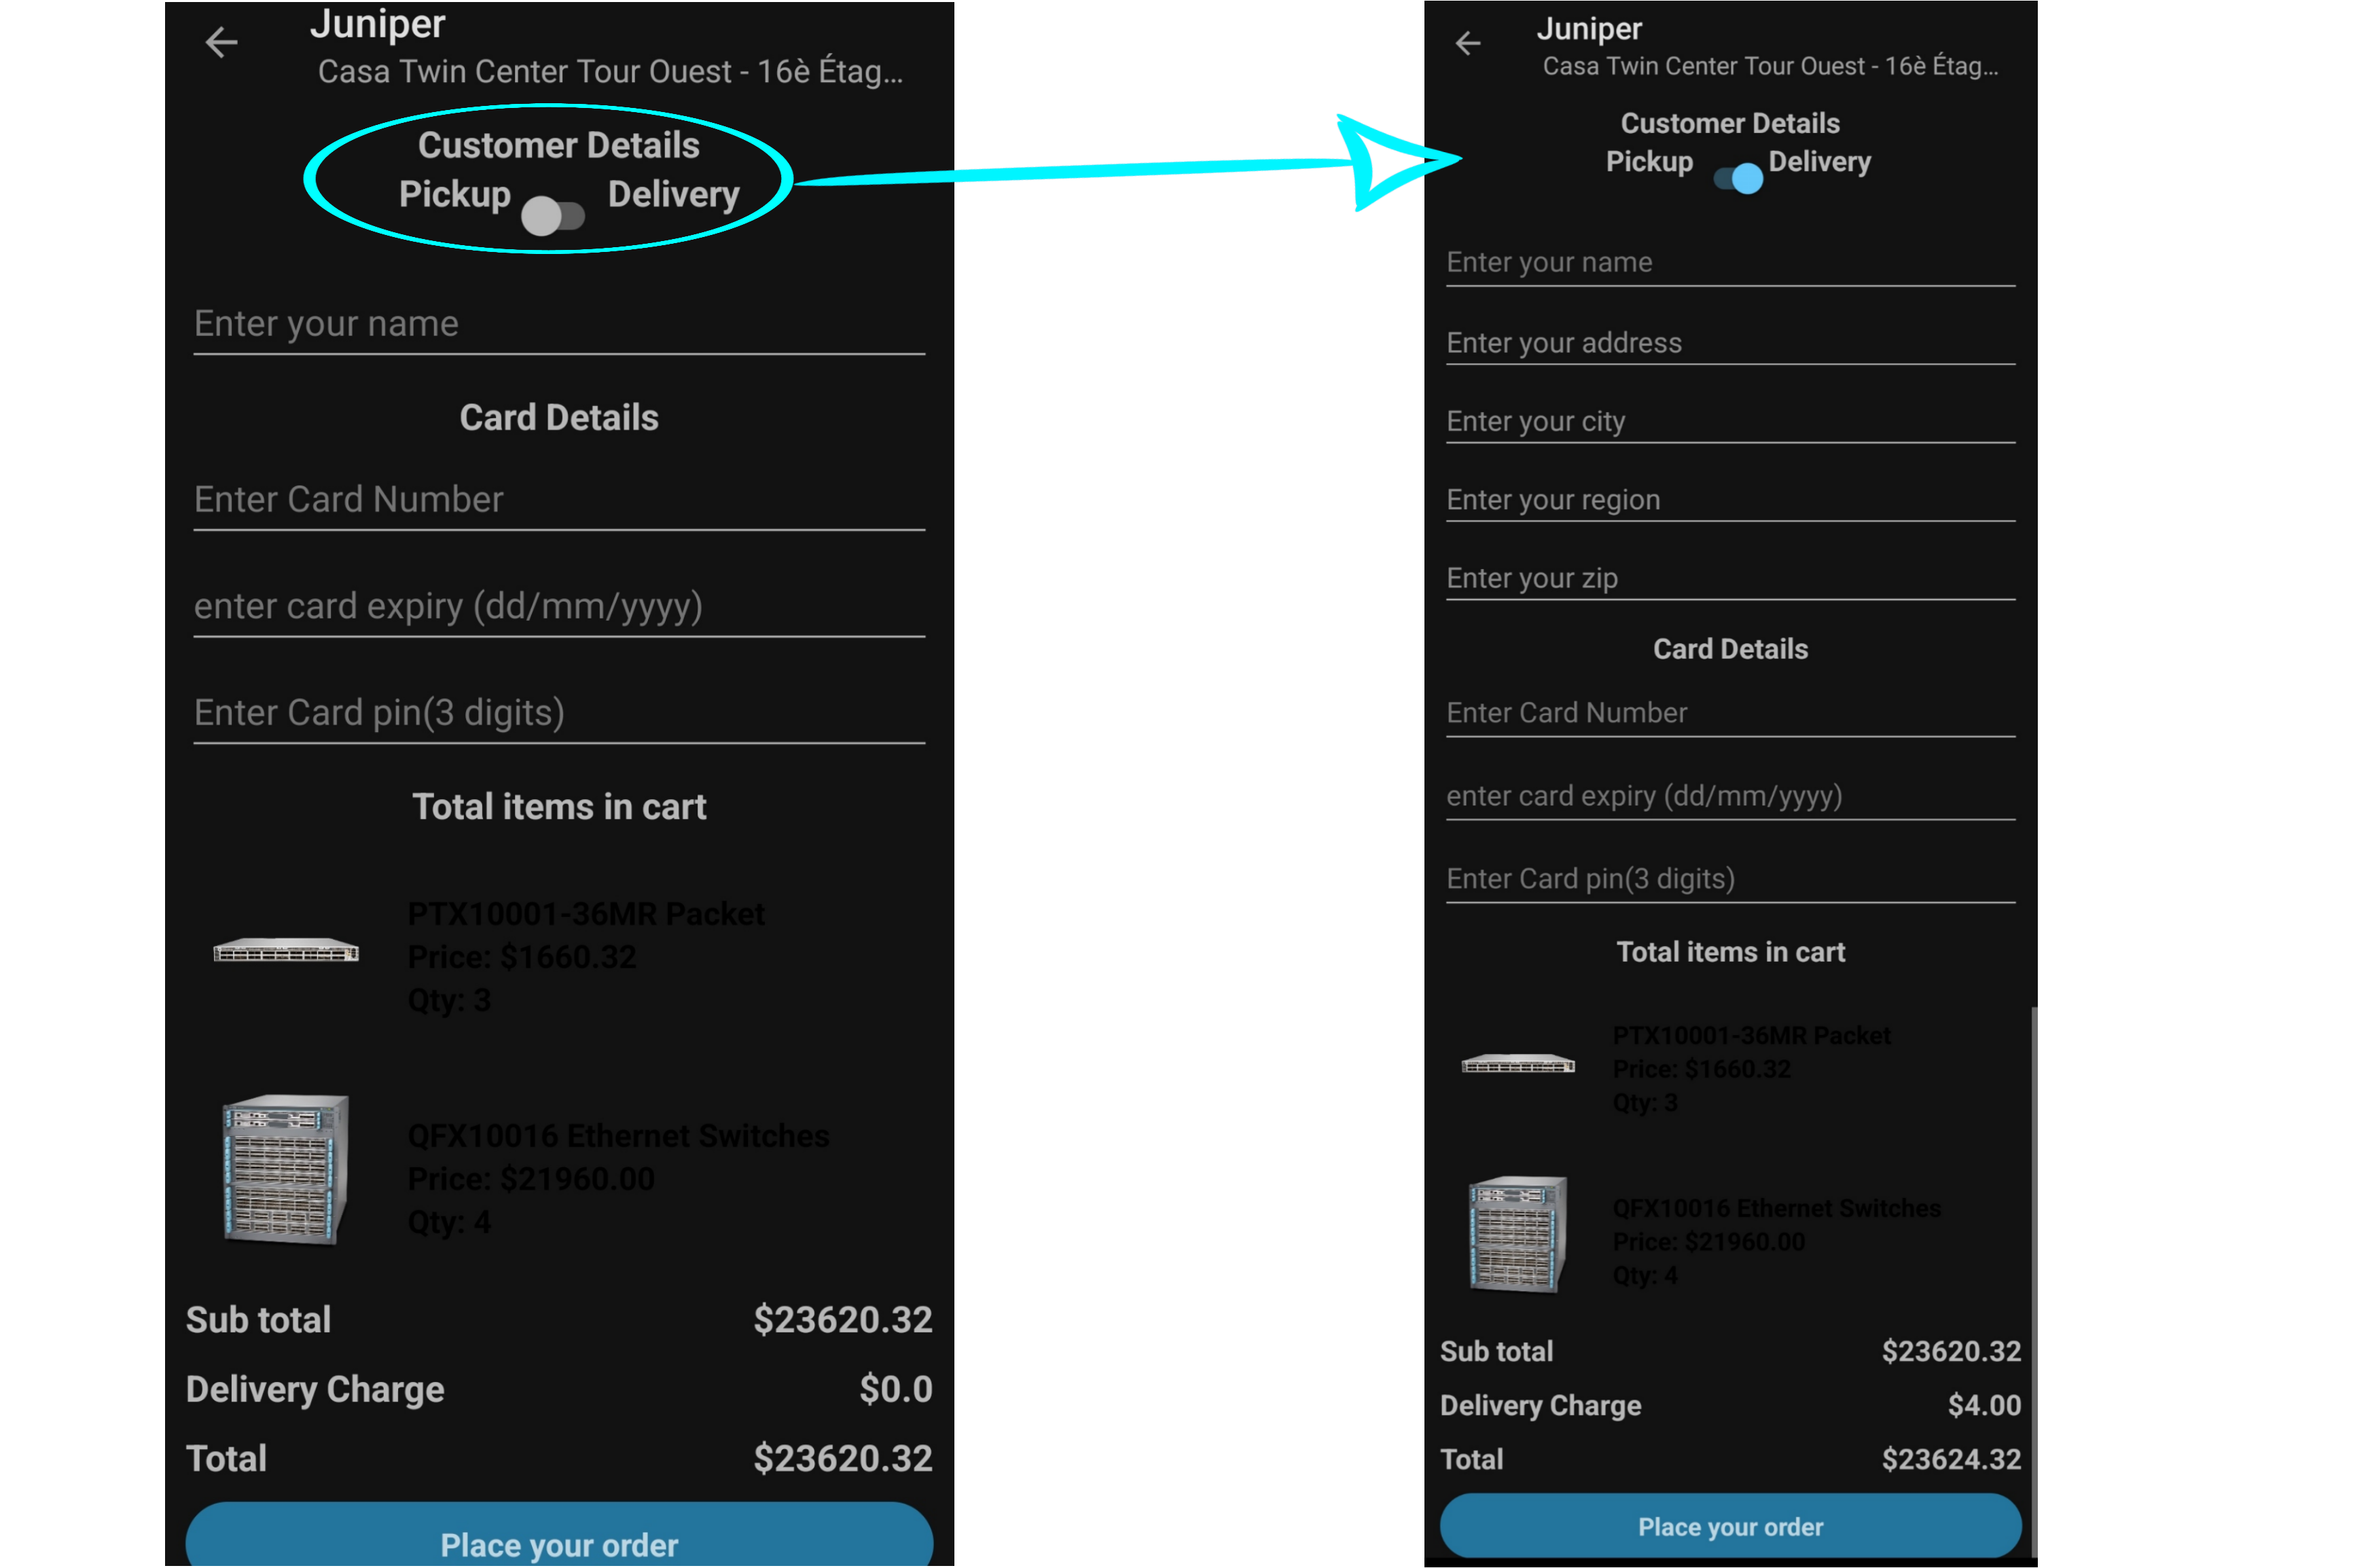 Juniper
Casa Twin Center Tour Ouest - 16è Étag...
Customer Details
Pickup Delivery
Enter your name
Card Details
Enter Card Number
enter card expiry (dd/mm/yyyy)
Enter Card pin(3 digits)
Total items in cart
PTX10001-36MR Packet
Price: $1660.32
Qty: 3
QFX10016 Ethernet Switches
Price: $21960.00
Qty: 4
Sub total $23620.32
Delivery Charge $0.0
Total $23620.32
Place your order
Juniper
Casa Twin Center Tour Ouest - 16è Étag...
Customer Details
Pickup Delivery
Enter your name
Enter your address
Enter your city
Enter your region
Enter your zip
Card Details
Enter Card Number
enter card expiry (dd/mm/yyyy)
Enter Card pin(3 digits)
Total items in cart
PTX10001-36MR Packet
Price: $1660.32
Qty: 3
QFX10016 Ethernet Switches
Price: $21960.00
Qty: 4
Sub total $23620.32
Delivery Charge $4.00
Total $23624.32
Place your order